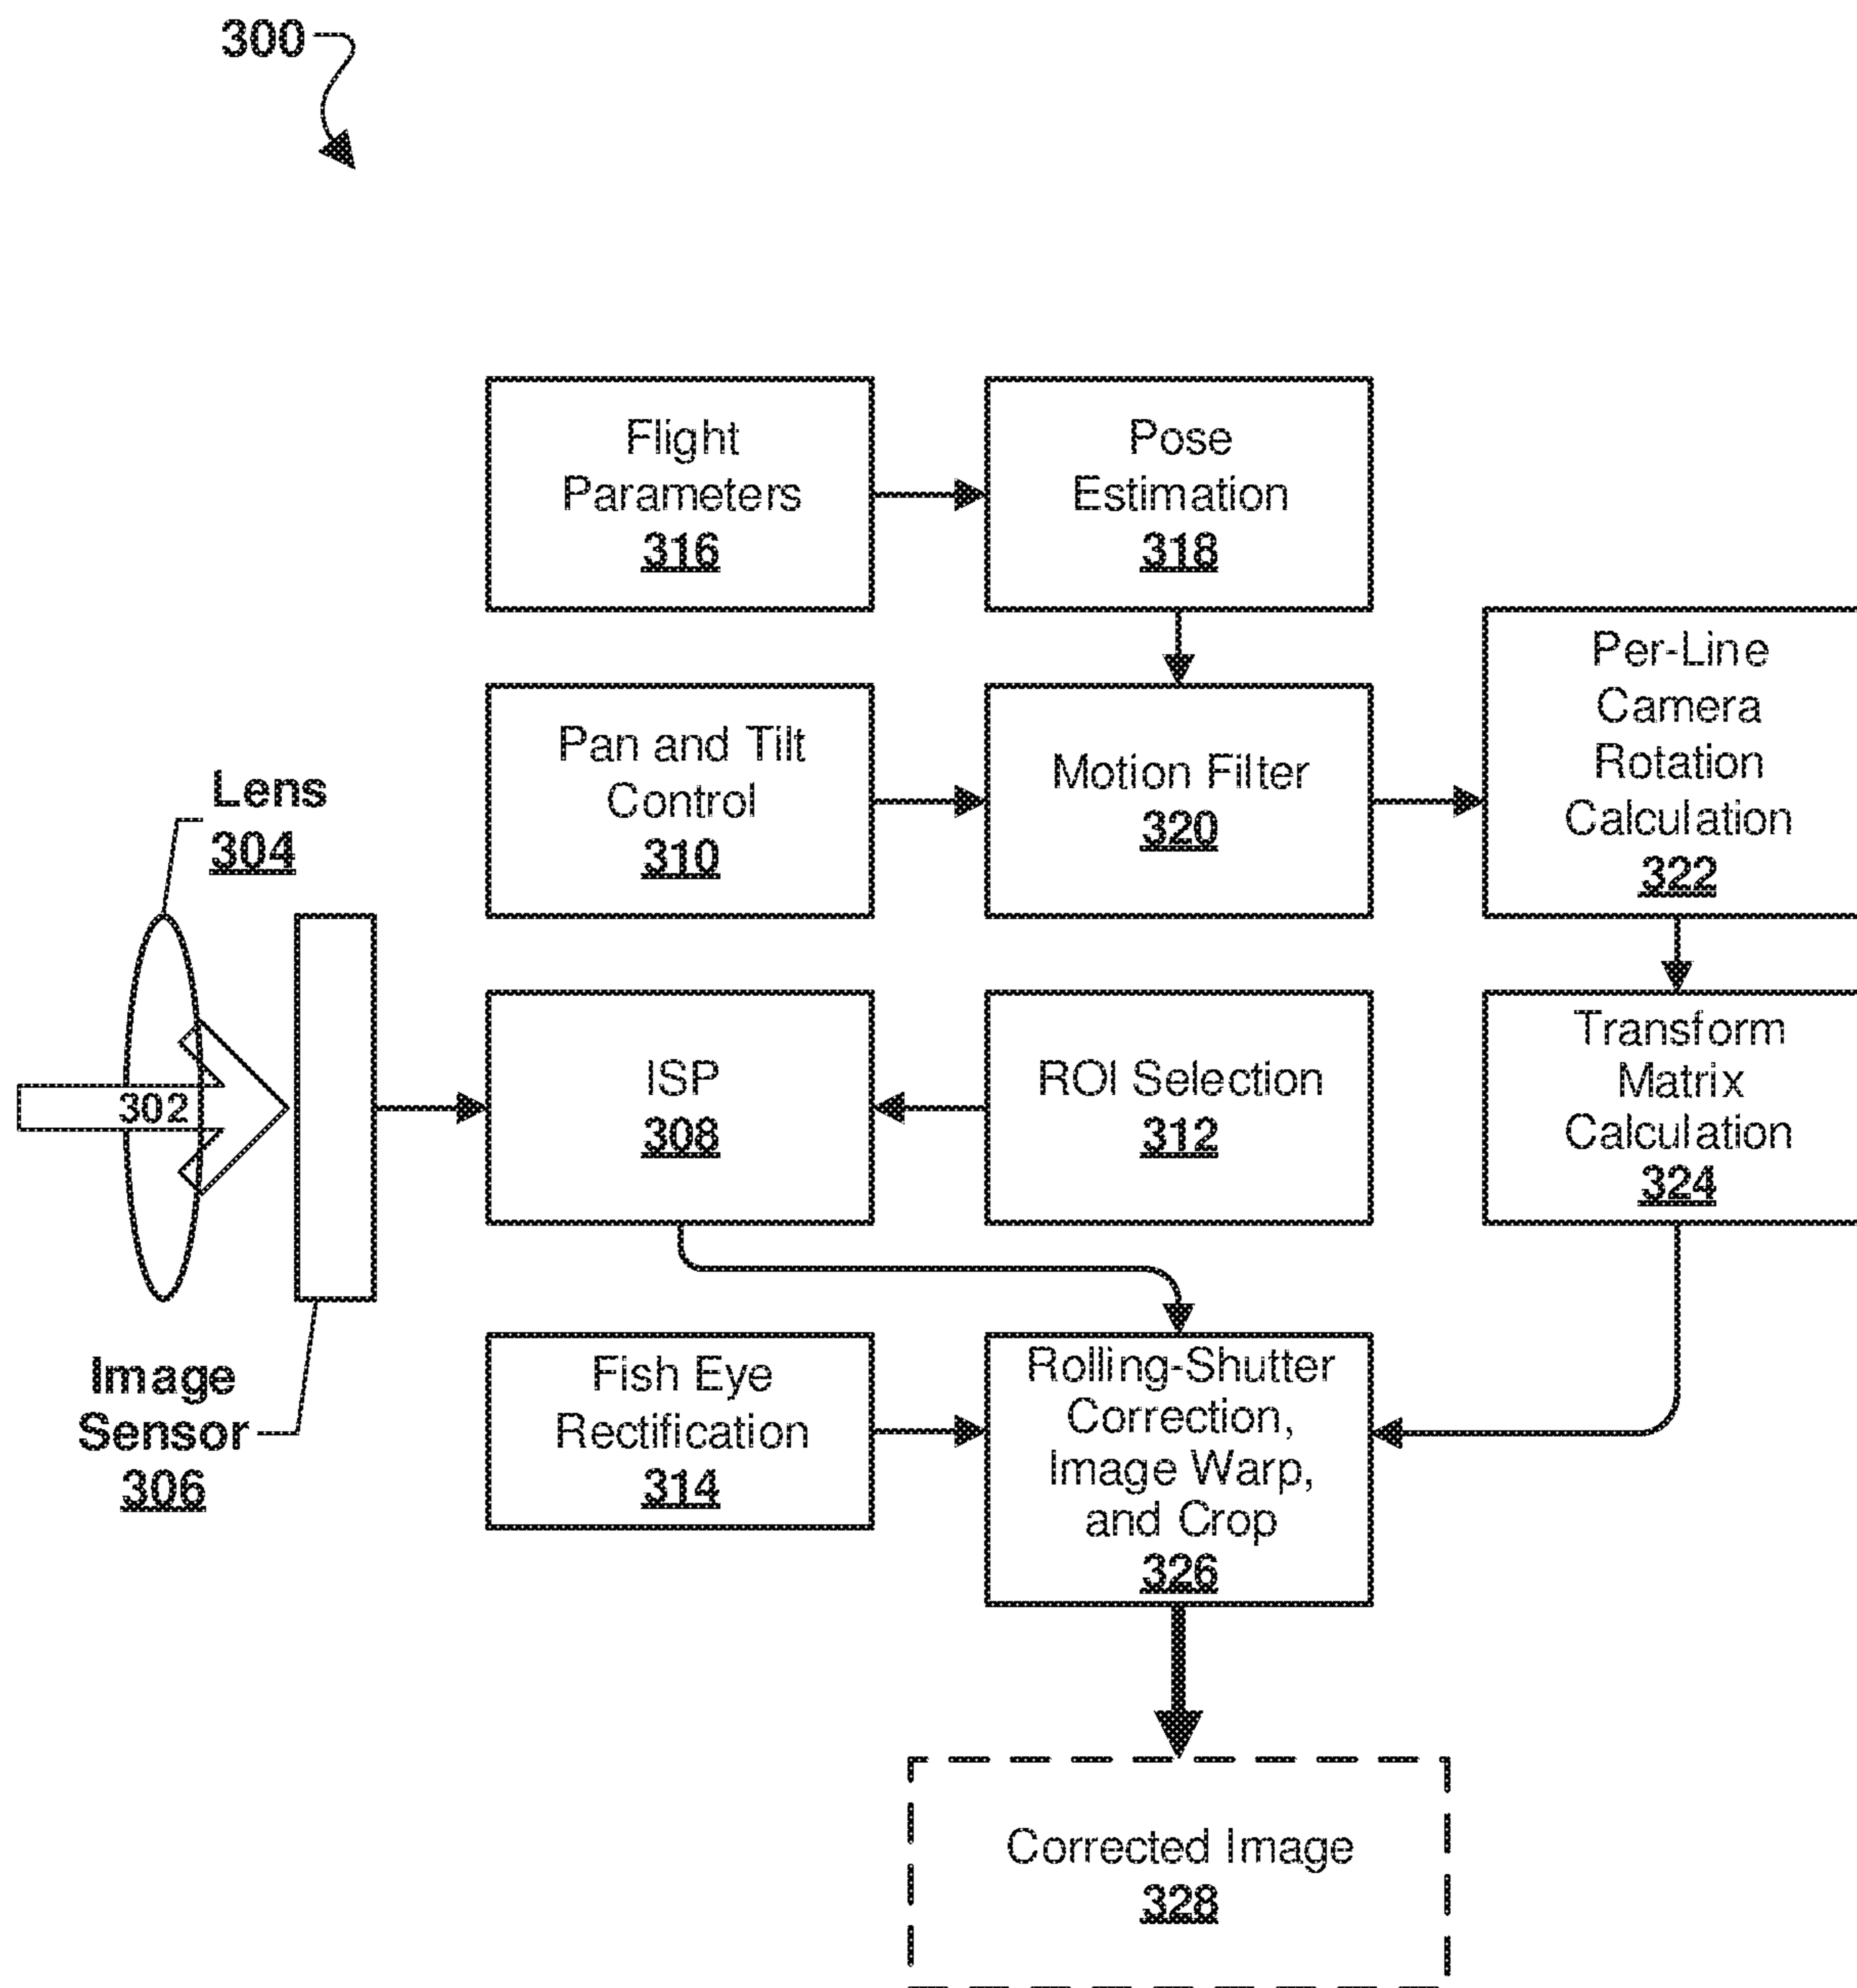 300
Flight
Parameters
316
Pose
Estimation
318
Pan and Tilt
Control
310
Motion Filter
320
Per-Line
Camera
Rotation
Calculation
322
Lens
304
302
Image
Sensor
306
ISP
308
ROI Selection
312
Transform
Matrix
Calculation
324
Fish Eye
Rectification
314
Rolling-Shutter
Correction,
Image Warp,
and Crop
326
Corrected Image
328